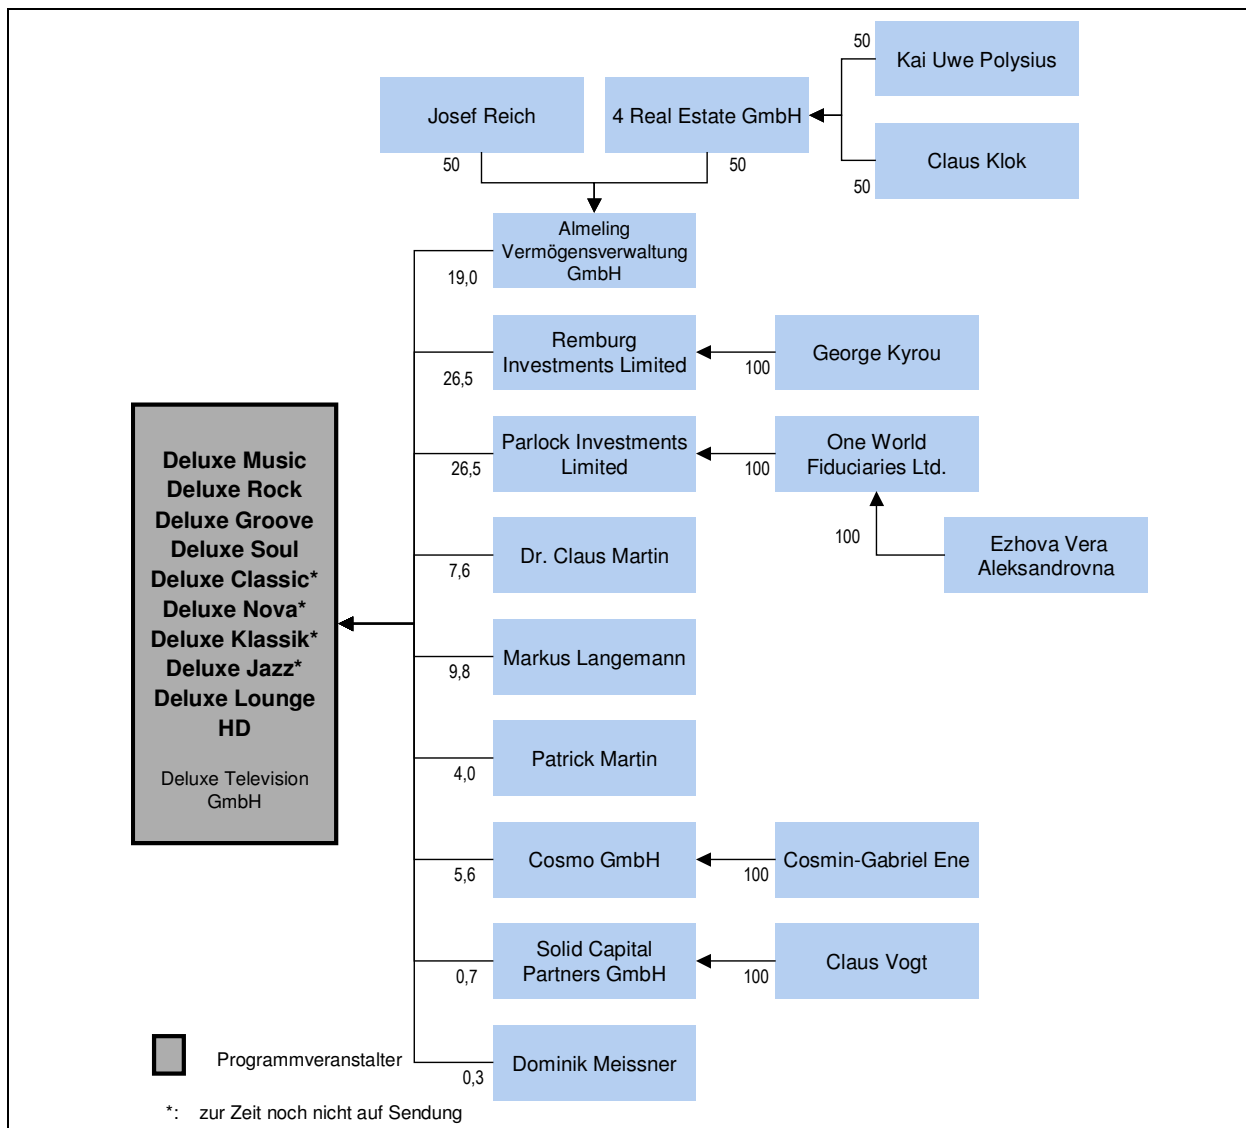 50
Kai Uwe Polysius
Josef Reich
4 Real Estate GmbH
Claus Klok
50
50
50
Almeling
Vermögensverwaltung
GmbH
19,0
Remburg
Investments Limited
George Kyrou
26,5
100
Parlock Investments
Limited
One World
Fiduciaries Ltd.
26,5
100
Deluxe Music
Deluxe Rock
Deluxe Groove
Deluxe Soul
Deluxe Classic*
Deluxe Nova*
Deluxe Klassik*
Deluxe Jazz*
Deluxe Lounge
HD
Deluxe Television
GmbH
100
Ezhova Vera
Aleksandrovna
Dr. Claus Martin
7,6
Markus Langemann
9,8
Patrick Martin
4,0
Cosmo GmbH
Cosmin-Gabriel Ene
5,6
100
Solid Capital
Partners GmbH
Claus Vogt
0,7
100
Dominik Meissner
0,3
Programmveranstalter
*: zur Zeit noch nicht auf Sendung